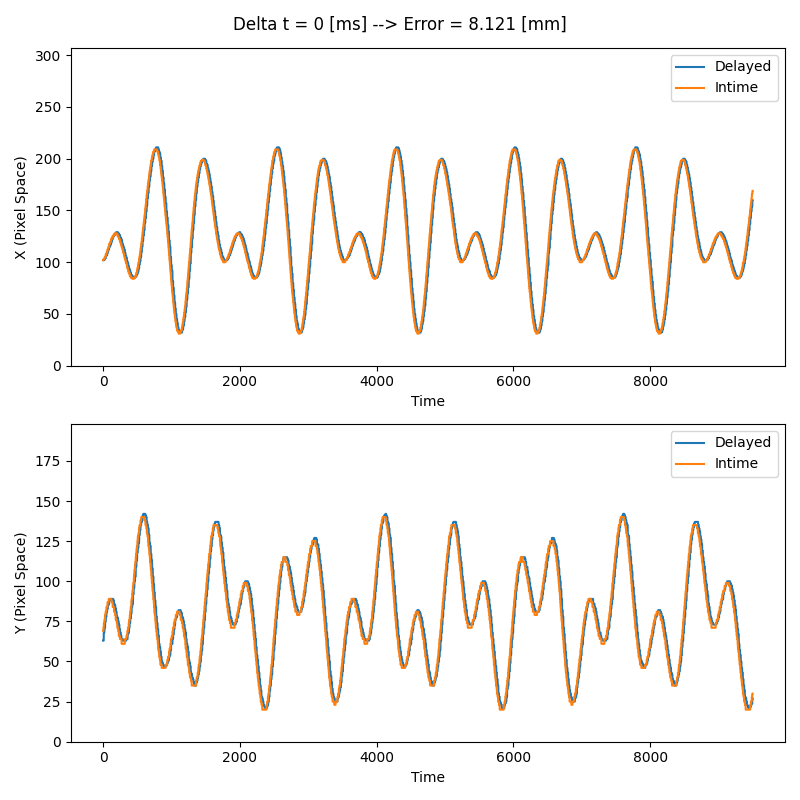 Delta t = 0 [ms] --> Error = 8.121 [mm]
300
250
200
150
100
50
0
X (Pixel Space)
Delayed
Intime
0 2000 4000 6000 8000
Time
175
150
125
100
75
50
25
0
Y (Pixel Space)
Delayed
Intime
0 2000 4000 6000 8000
Time